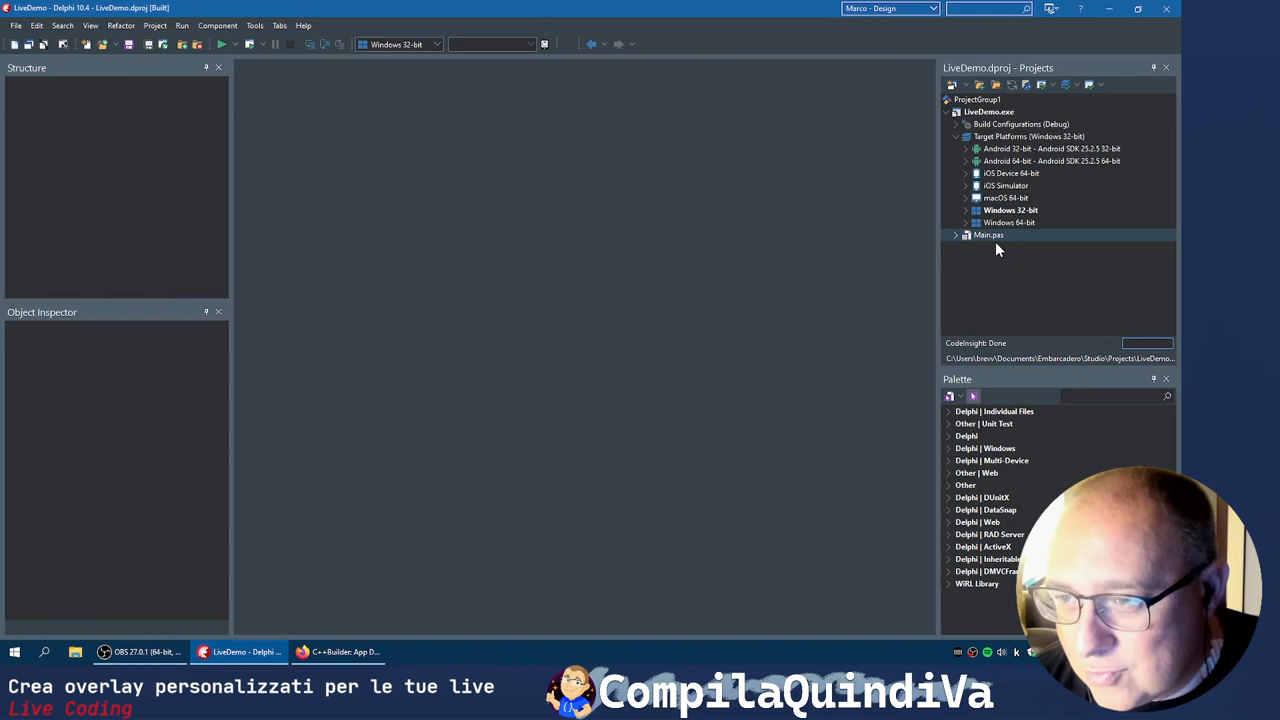 LiveDemo - Delphi 10.4 - LiveDemo.dproj [Built]
Marco - Design
File Edit Search View Refactor Project Run Component Tools Tabs Help
Windows 32-bit
Structure
Object Inspector
LiveDemo.dproj - Projects
ProjectGroup1
LiveDemo.exe
Build Configurations (Debug)
Target Platforms (Windows 32-bit)
Android 32-bit - Android SDK 25.2.5 32-bit
Android 64-bit - Android SDK 25.2.5 64-bit
iOS Device 64-bit
iOS Simulator
macOS 64-bit
Windows 32-bit
Windows 64-bit
Main.pas
CodeInsight: Done
C:\Users\brevv\Documents\Embarcadero\Studio\Projects\LiveDemo...
Palette
Delphi | Individual Files
Other | Unit Test
Delphi
Delphi | Windows
Delphi | Multi-Device
Other | Web
Other
Delphi | DUnitX
Delphi | DataSnap
Delphi | Web
Delphi | RAD Server
Delphi | ActiveX
Delphi | Inheritable
Delphi | DMVCFra
WiRL Library
OBS 27.0.1 (64-bit, ...
LiveDemo - Delphi ...
C++Builder: App D...
Crea overlay personalizzati per le tue live
Live Coding
CompilaQuindiVa